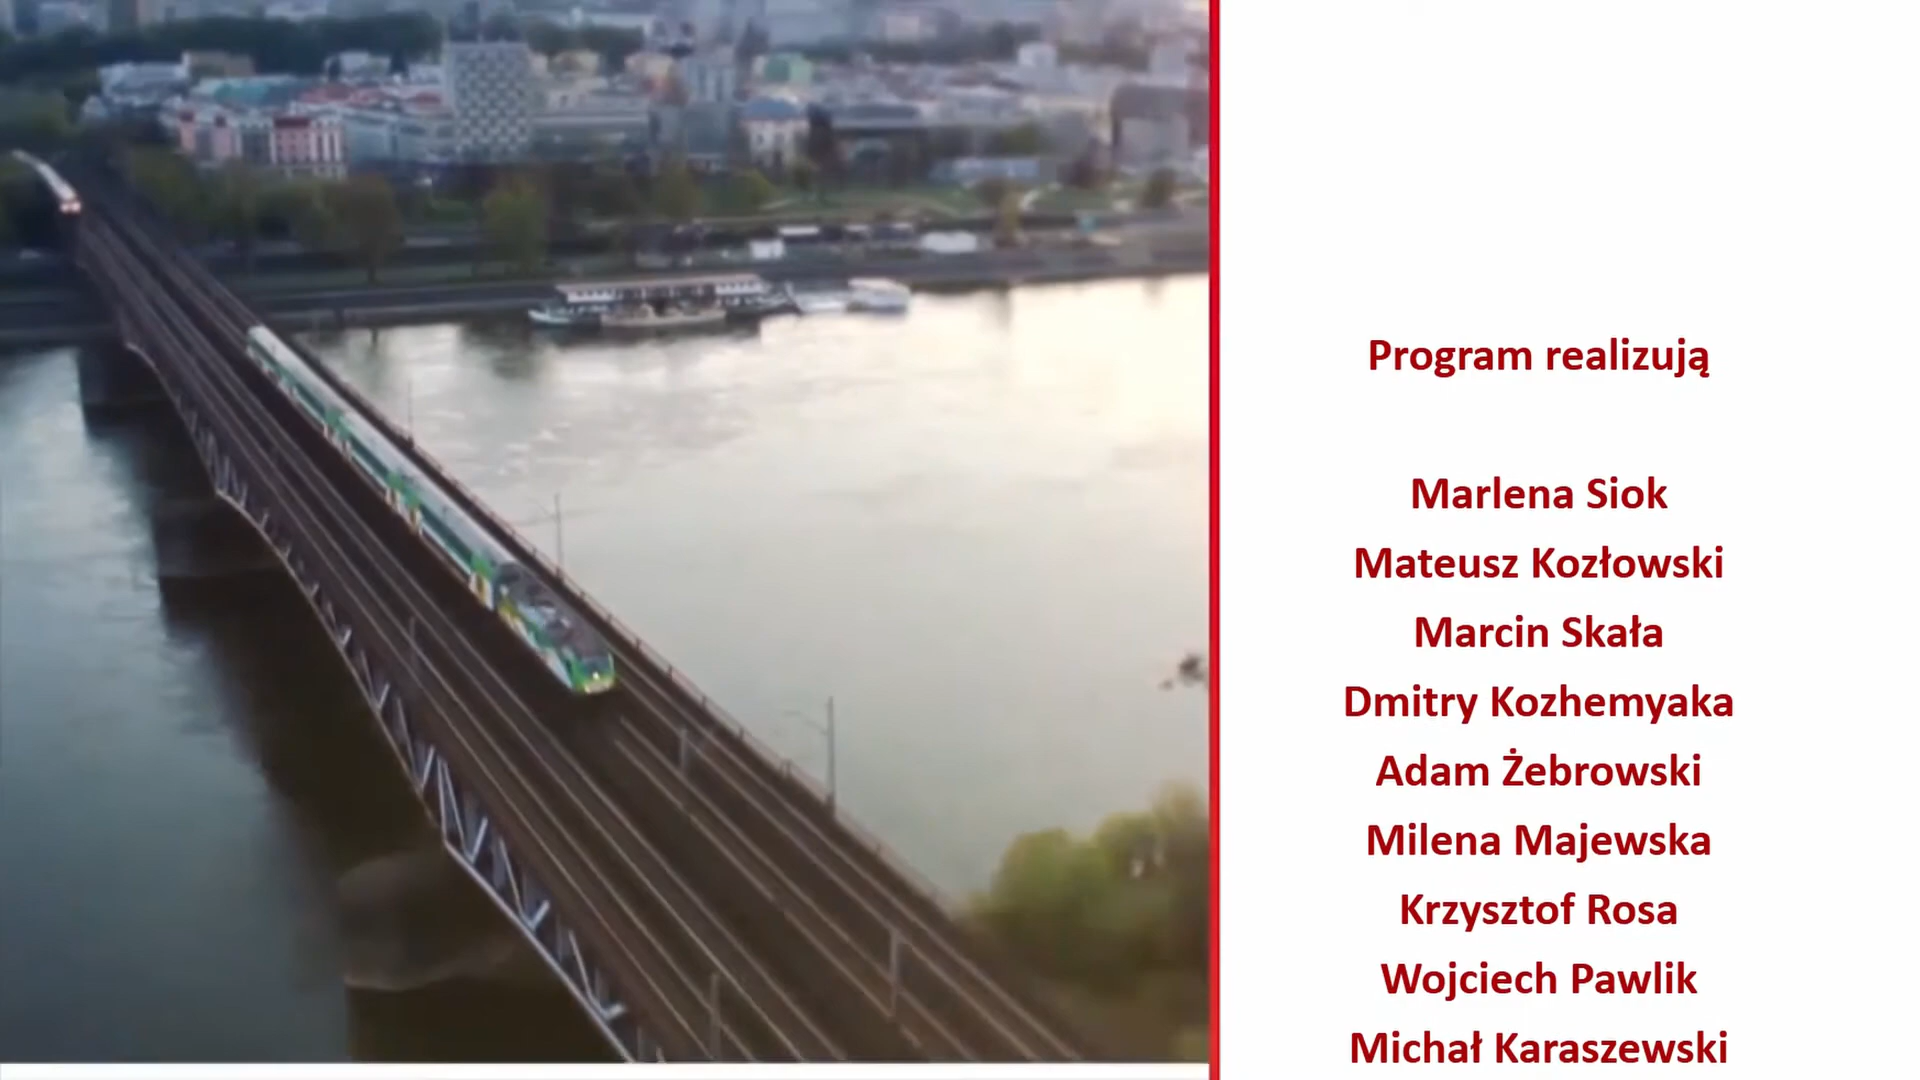 Program realizują
Marlena Siok
Mateusz Kozłowski
Marcin Skała
Dmitry Kozhemyaka
Adam Żebrowski
Milena Majewska
Krzysztof Rosa
Wojciech Pawlik
Michał Karaszewski